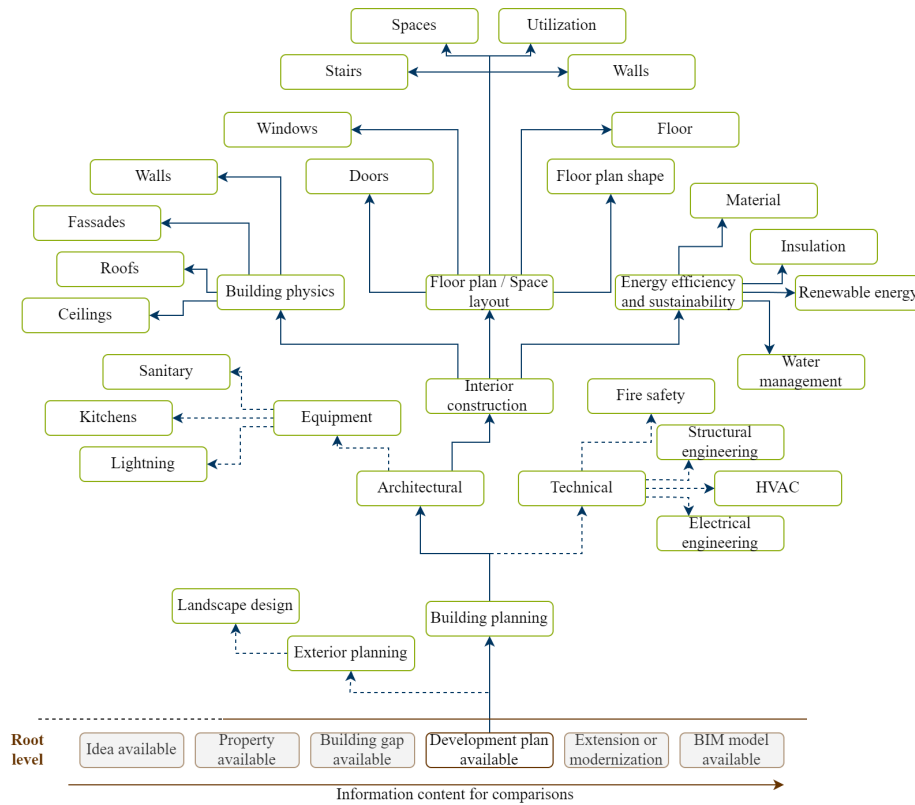 Spaces
Utilization
Stairs
Walls
Windows
Floor
Walls
Doors
Floor plan shape
Fassades
Material
Insulation
Roofs
Building physics
Floor plan / Space
layout
Energy efficiency
and sustainability
Renewable energy
Ceilings
Sanitary
Water
management
Kitchens
Equipment
Interior
construction
Fire safety
Structural
engineering
Lightning
Architectural
Technical
HVAC
Electrical
engineering
Landscape design
Building planning
Exterior planning
Root
level
Idea available
Property
available
Building gap
available
Development plan
available
Extension or
modernization
BIM model
available
Information content for comparisons